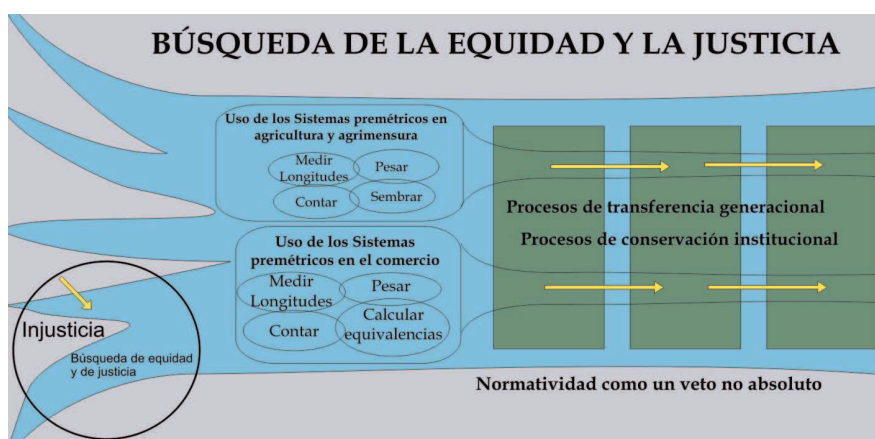 BÚSQUEDA DE LA EQUIDAD Y LA JUSTICIA
Uso de los Sistemas premétricos en
agricultura y agrimensura
Medir
Longitudes
Pesar
Contar
Sembrar
Uso de los Sistemas
premétricos en el comercio
Medir
Longitudes
Pesar
Contar
Calcular
equivalencias
Procesos de transferencia generacional
Procesos de conservación institucional
Injusticia
Búsqueda de equidad
y de justicia
Normatividad como un veto no absoluto